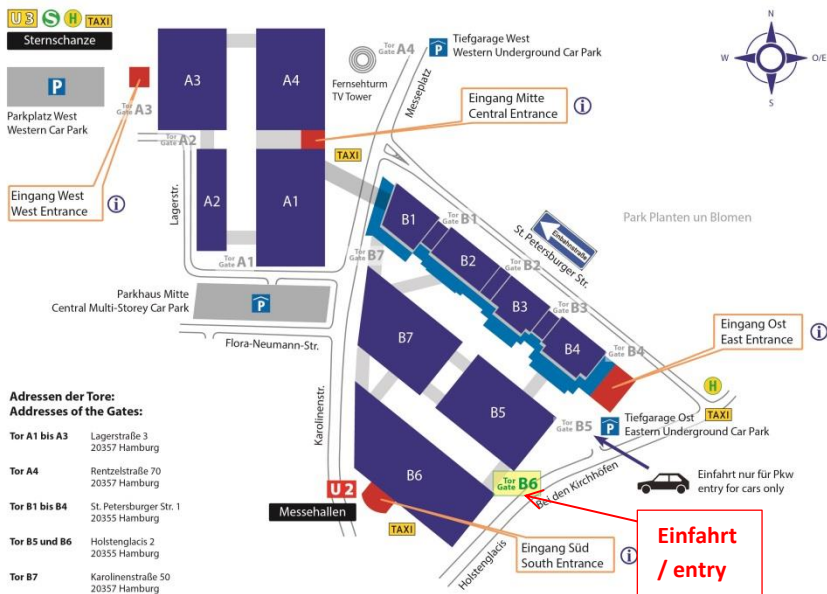 U3 S H TAXI
Sternschanze
P
Parkplatz West
Western Car Park
Tor
Gate A3
A3
A4
Tor
Gate A4
Fernsehturm
TV Tower
Messeplatz
P
Tiefgarage West
Western Underground Car Park
N
W
O/E
S
Eingang Mitte
Central Entrance
i
Tor
Gate A2
TAXI
Eingang West
West Entrance
i
Lagerstr.
A2
A1
Tor
Gate A1
B1
Tor
Gate B1
B2
Tor
Gate B2
B3
Tor
Gate B3
B4
Tor
Gate B4
Einbahnstraße
St. Petersburger Str.
Park Planten un Blomen
Tor
Gate B7
Parkhaus Mitte
Central Multi-Storey Car Park
P
Flora-Neumann-Str.
B7
Eingang Ost
East Entrance
i
H
TAXI
B5
Tor
Gate B5
P
Tiefgarage Ost
Eastern Underground Car Park
Karolinenstr.
B6
Tor
Gate B6
Bei den Kirchhöfen
Einfahrt nur für Pkw
entry for cars only
U2
Messehallen
TAXI
Holstenglacis
Eingang Süd
South Entrance
i
Einfahrt
/ entry
Adressen der Tore:
Addresses of the Gates:
Tor A1 bis A3 Lagerstraße 3
20357 Hamburg
Tor A4 Rentzelstraße 70
20357 Hamburg
Tor B1 bis B4 St. Petersburger Str. 1
20355 Hamburg
Tor B5 und B6 Holstenglacis 2
20355 Hamburg
Tor B7 Karolinenstraße 50
20357 Hamburg